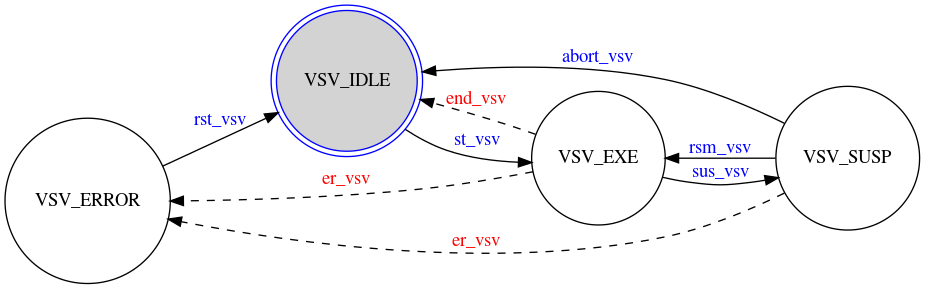 abort_vsv
VSV_IDLE
end_vsv
rst_vsv
st_vsv
rsm_vsv
VSV_EXE
VSV_SUSP
sus_vsv
er_vsv
VSV_ERROR
er_vsv